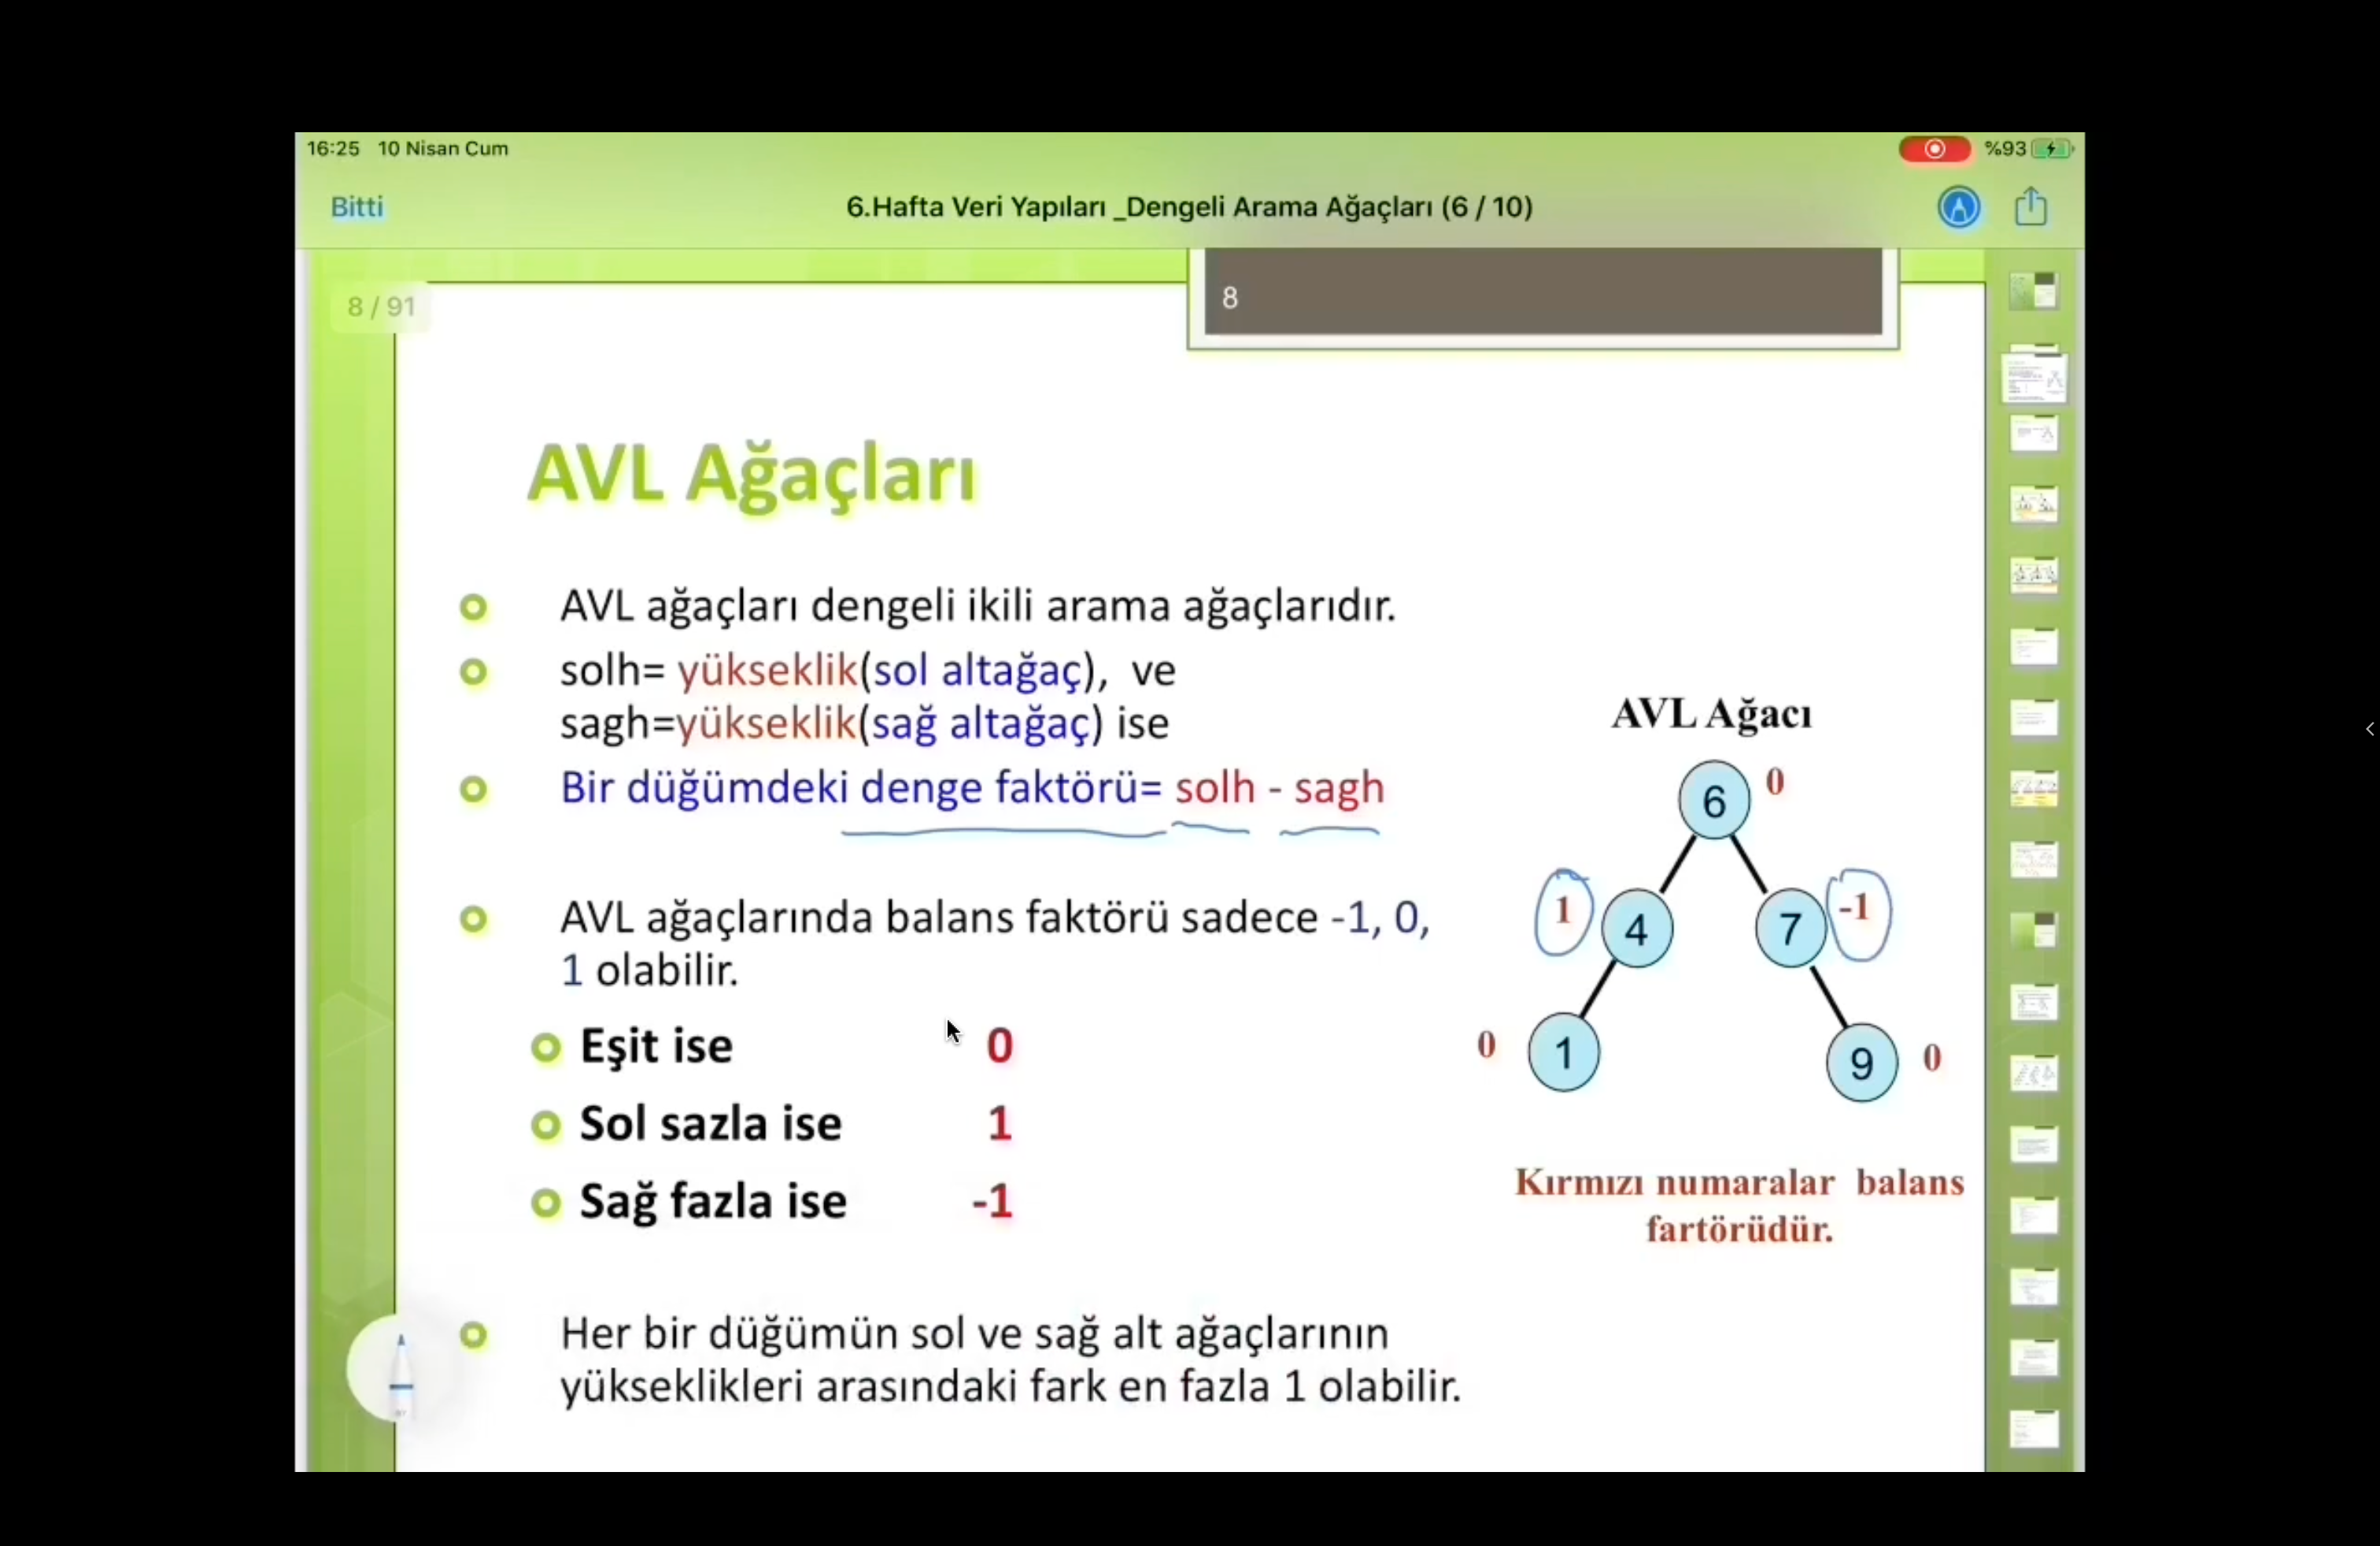 16:25 10 Nisan Cum
%93
Bitti
6.Hafta Veri Yapıları _Dengeli Arama Ağaçları (6 / 10)
8 / 91
8
AVL Ağaçları
AVL ağaçları dengeli ikili arama ağaçlarıdır.
solh= yükseklik(sol altağaç), ve
sagh=yükseklik(sağ altağaç) ise
Bir düğümdeki denge faktörü= solh - sagh
AVL ağaçlarında balans faktörü sadece -1, 0,
1 olabilir.
Eşit ise 0
Sol sazla ise 1
Sağ fazla ise -1
Her bir düğümün sol ve sağ alt ağaçlarının
yükseklikleri arasındaki fark en fazla 1 olabilir.
AVL Ağacı
6 0
1 4 7 -1
0 1 9 0
Kırmızı numaralar balans
fartörüdür.